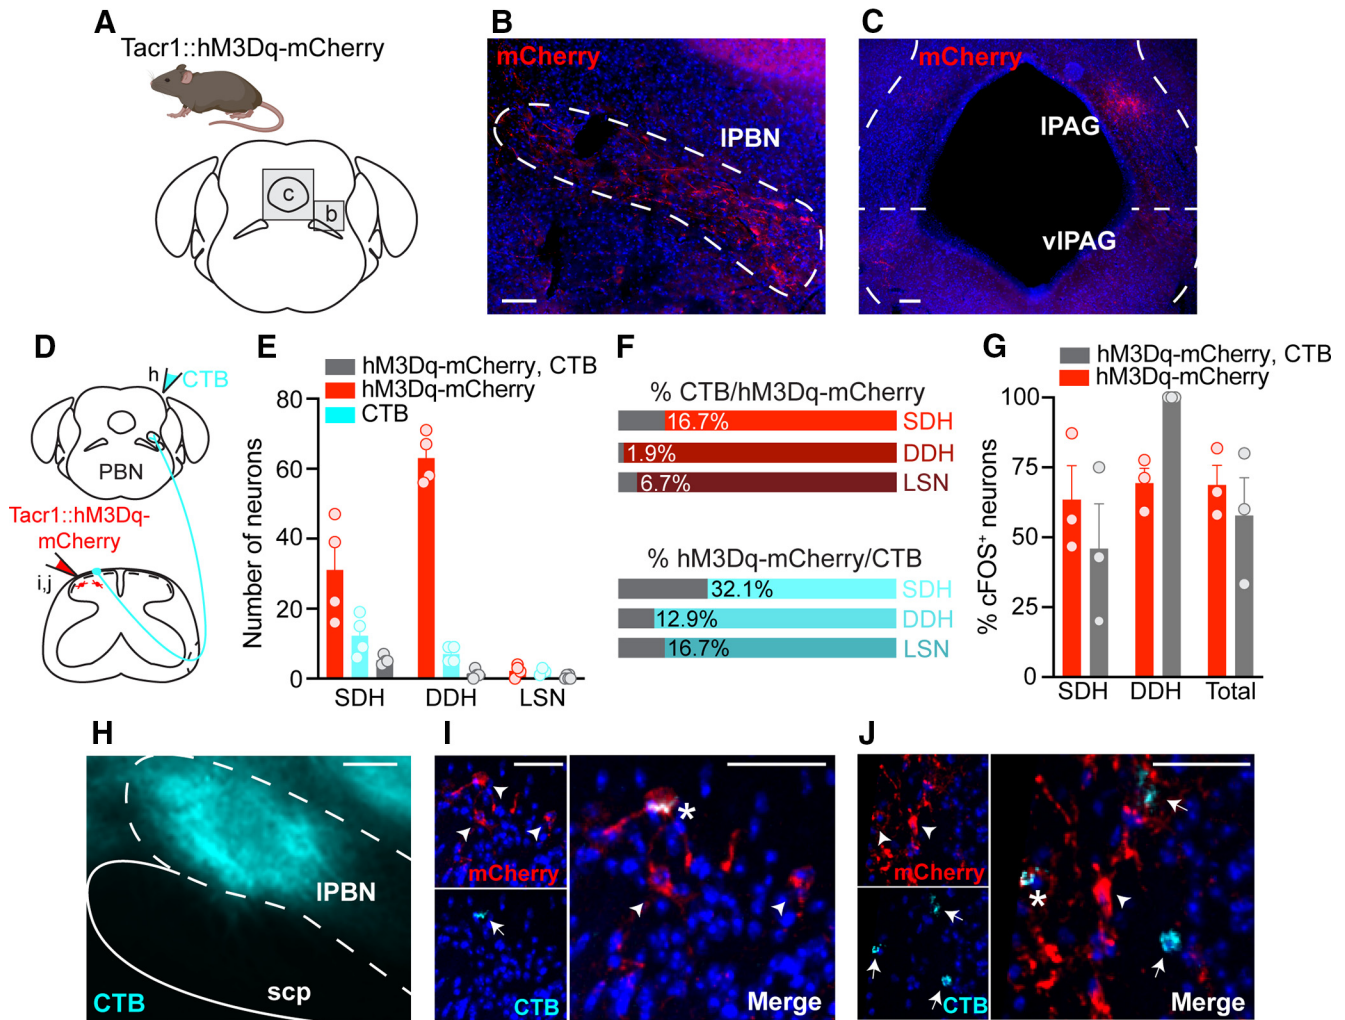 A
Tacr1::hM3Dq-mCherry
c
b
B
mCherry
lPBN
C
mCherry
lPAG
vlPAG
D
h
CTB
PBN
Tacr1::hM3Dq-
mCherry
i,j
E
hM3Dq-mCherry, CTB
hM3Dq-mCherry
CTB
Number of neurons
80
60
40
20
0
SDH
DDH
LSN
F
% CTB/hM3Dq-mCherry
16.7% SDH
1.9% DDH
6.7% LSN
% hM3Dq-mCherry/CTB
32.1% SDH
12.9% DDH
16.7% LSN
G
hM3Dq-mCherry, CTB
hM3Dq-mCherry
% cFOS⁺ neurons
100
75
50
25
0
SDH
DDH
Total
H
lPBN
scp
CTB
I
mCherry
CTB
*
Merge
J
mCherry
CTB
*
Merge